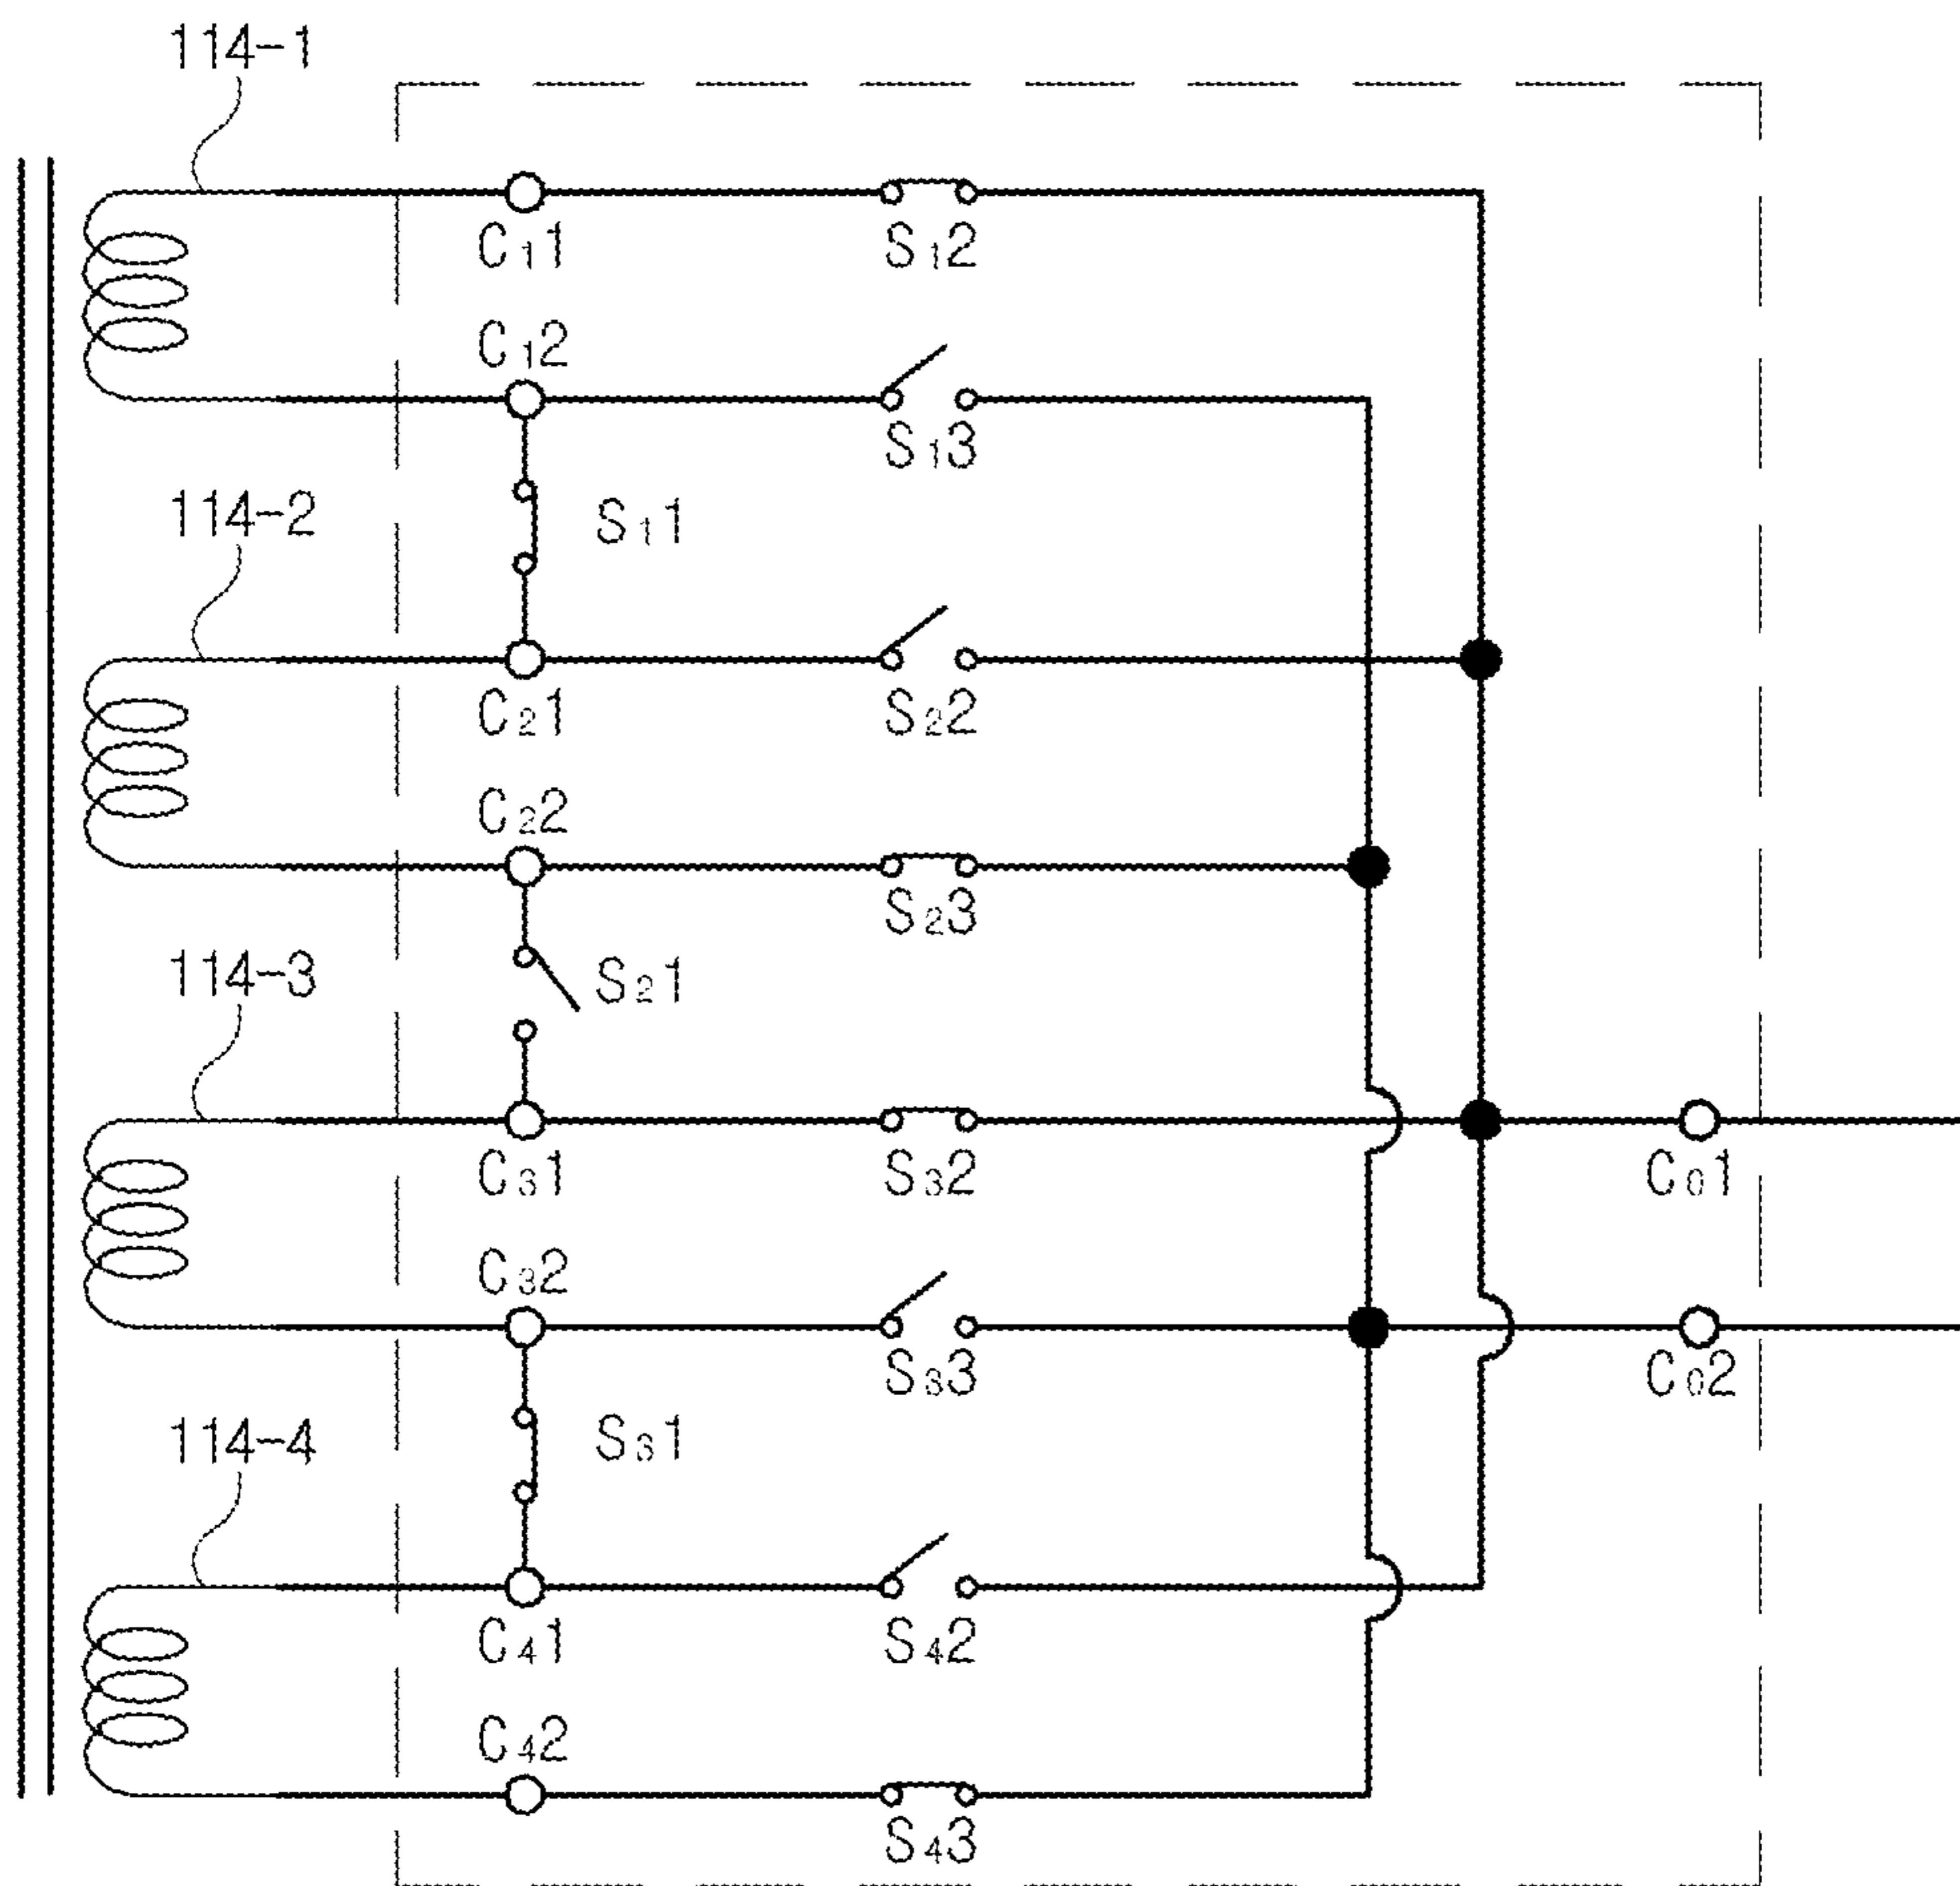 114-1
C₁1
S₁2
C₁2
S₁3
114-2
S₁1
C₂1
S₂2
C₂2
S₂3
114-3
S₂1
C₃1
S₃2
C₀1
C₃2
S₃3
C₀2
114-4
S₃1
C₄1
S₄2
C₄2
S₄3